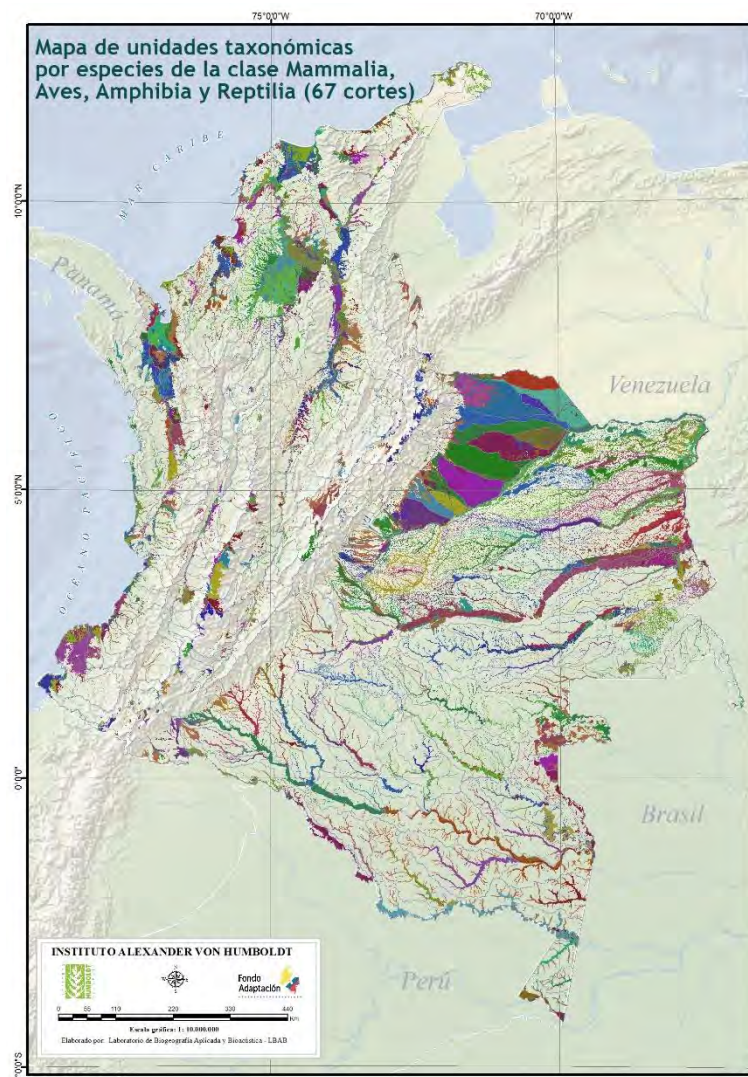 75°0'0"W
70°0'0"W
Mapa de unidades taxonómicas
por especies de la clase Mammalia,
Aves, Amphibia y Reptilia (67 cortes)
MAR CARIBE
10°0'0"N
Panamá
Venezuela
5°0'0"N
OCEANO PACIFICO
0°0'0"
Brasil
Perú
INSTITUTO ALEXANDER VON HUMBOLDT
HUMBOLDT
Fondo
Adaptación
0 55 110 220 330 440
Km
Escala gráfica: 1: 10.000.000
Elaborado por: Laboratorio de Biogeografía Aplicada y Bioacústica - LBAB